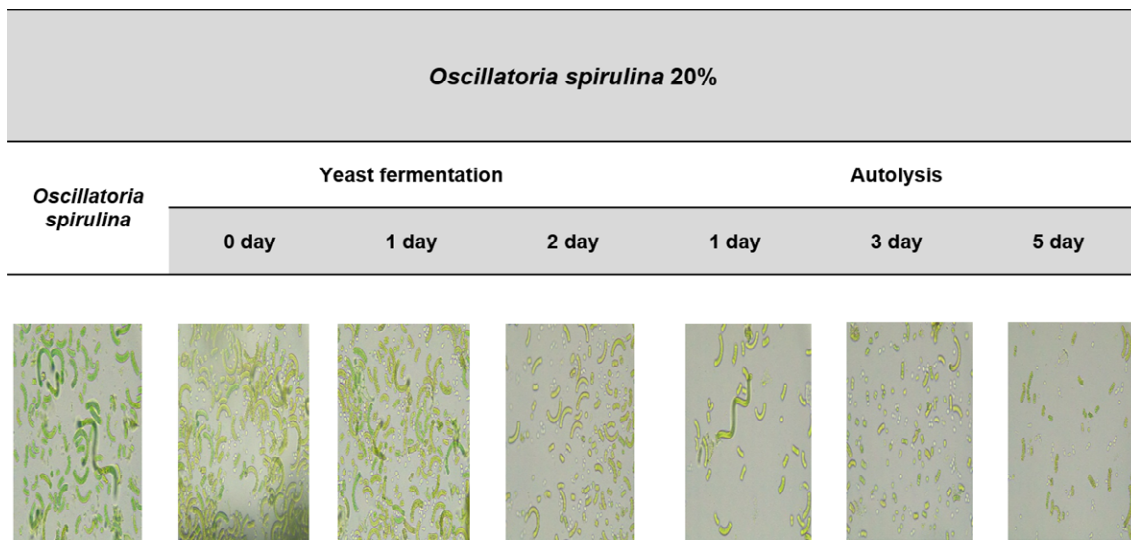 Oscillatoria spirulina 20%
Oscillatoria
spirulina
Yeast fermentation
Autolysis
0 day
1 day
2 day
1 day
3 day
5 day